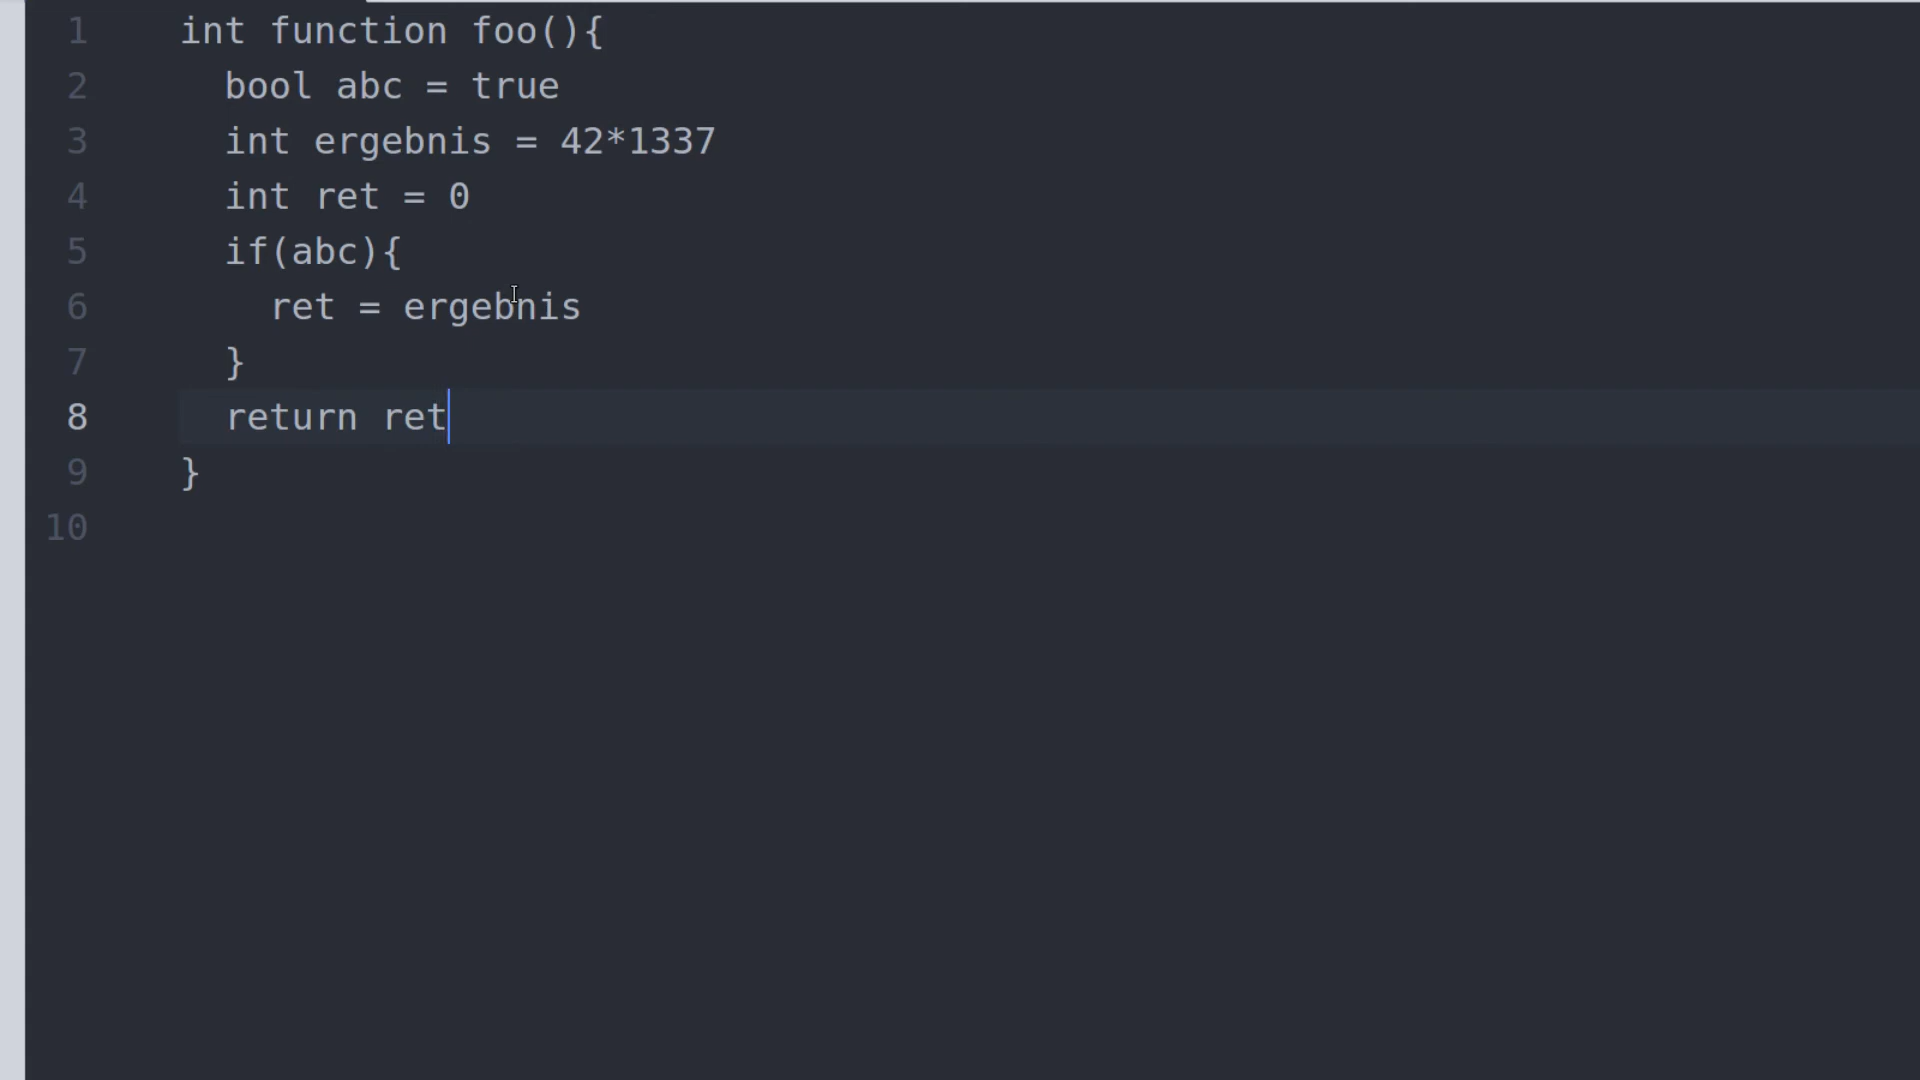 1 int function foo(){
2 bool abc = true
3 int ergebnis = 42*1337
4 int ret = 0
5 if(abc){
6 ret = ergebnis
7 }
8 return ret
9 }
10